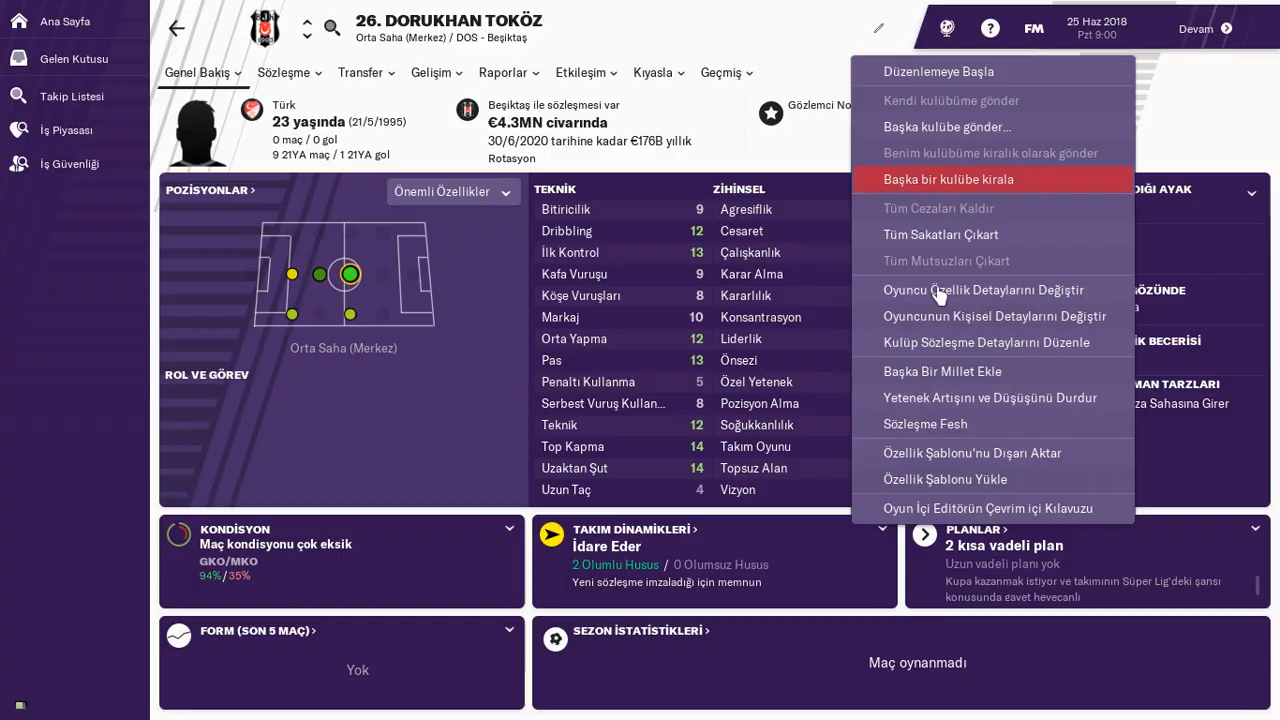 Ana Sayfa
Gelen Kutusu
Takip Listesi
İş Piyasası
İş Güvenliği
26. DORUKHAN TOKÖZ
Orta Saha (Merkez) / DOS - Beşiktaş
FM
25 Haz 2018
Pzt 9:00
Devam
Genel Bakış
Sözleşme
Transfer
Gelişim
Raporlar
Etkileşim
Kıyasla
Geçmiş
Türk
23 yaşında (21/5/1995)
0 maç / 0 gol
9 21YA maç / 1 21YA gol
Beşiktaş ile sözleşmesi var
€4.3MN civarında
30/6/2020 tarihine kadar €176B yıllık
Rotasyon
Gözlemci No
Düzenlemeye Başla
Kendi kulübüme gönder
Başka kulübe gönder...
Benim kulübüme kiralık olarak gönder
Başka bir kulübe kirala
Tüm Cezaları Kaldır
Tüm Sakatları Çıkart
Tüm Mutsuzları Çıkart
Oyuncu Özellik Detaylarını Değiştir
Oyuncunun Kişisel Detaylarını Değiştir
Kulüp Sözleşme Detaylarını Düzenle
Başka Bir Millet Ekle
Yetenek Artışını ve Düşüşünü Durdur
Sözleşme Fesh
Özellik Şablonu'nu Dışarı Aktar
Özellik Şablonu Yükle
Oyun İçi Editörün Çevrim içi Kılavuzu
POZİSYONLAR
Önemli Özellikler
Orta Saha (Merkez)
ROL VE GÖREV
TEKNİK
Bitiricilik 9
Dribbling 12
İlk Kontrol 13
Kafa Vuruşu 9
Köşe Vuruşları 8
Markaj 10
Orta Yapma 12
Pas 13
Penaltı Kullanma 5
Serbest Vuruş Kullan... 8
Teknik 12
Top Kapma 14
Uzaktan Şut 14
Uzun Taç 4
ZİHİNSEL
Agresiflik
Cesaret
Çalışkanlık
Karar Alma
Kararlılık
Konsantrasyon
Liderlik
Önsezi
Özel Yetenek
Pozisyon Alma
Soğukkanlılık
Takım Oyunu
Topsuz Alan
Vizyon
DIĞI AYAK
GÖZÜNDE
a
İK BECERİSİ
MAN TARZLARI
za Sahasına Girer
KONDİSYON
Maç kondisyonu çok eksik
GKO/MKO
94%/35%
TAKIM DİNAMİKLERİ
İdare Eder
2 Olumlu Husus / 0 Olumsuz Husus
Yeni sözleşme imzaladığı için memnun
PLANLAR
2 kısa vadeli plan
Uzun vadeli planı yok
Kupa kazanmak istiyor ve takımının Süper Lig'deki şansı
konusunda gayet heyecanlı
FORM (SON 5 MAÇ)
Yok
SEZON İSTATİSTİKLERİ
Maç oynanmadı